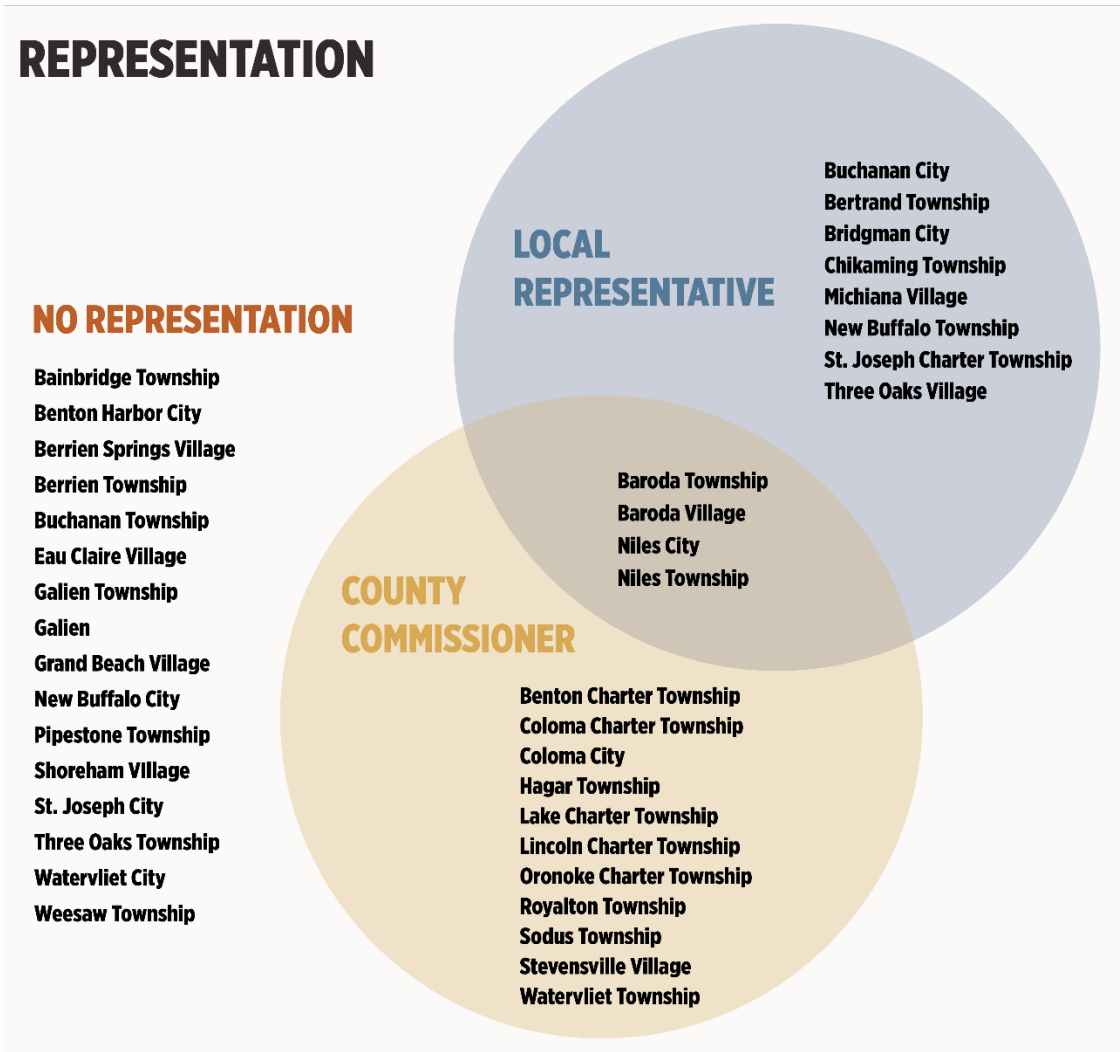 REPRESENTATION
NO REPRESENTATION
Bainbridge Township
Benton Harbor City
Berrien Springs Village
Berrien Township
Buchanan Township
Eau Claire Village
Galien Township
Galien
Grand Beach Village
New Buffalo City
Pipestone Township
Shoreham VIllage
St. Joseph City
Three Oaks Township
Watervliet City
Weesaw Township
LOCAL
REPRESENTATIVE
Buchanan City
Bertrand Township
Bridgman City
Chikaming Township
Michiana Village
New Buffalo Township
St. Joseph Charter Township
Three Oaks Village
Baroda Township
Baroda Village
Niles City
Niles Township
COUNTY
COMMISSIONER
Benton Charter Township
Coloma Charter Township
Coloma City
Hagar Township
Lake Charter Township
Lincoln Charter Township
Oronoke Charter Township
Royalton Township
Sodus Township
Stevensville Village
Watervliet Township